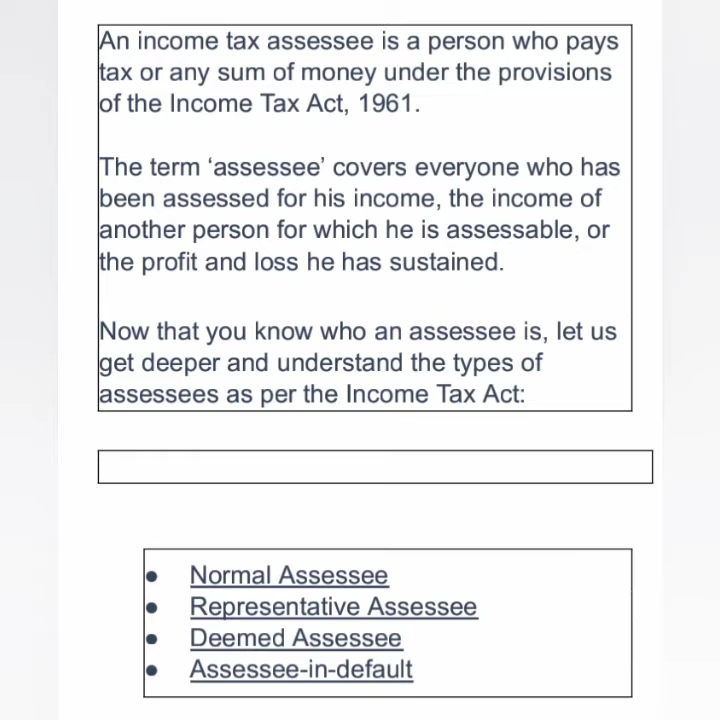 An income tax assessee is a person who pays
tax or any sum of money under the provisions
of the Income Tax Act, 1961.
The term ‘assessee’ covers everyone who has
been assessed for his income, the income of
another person for which he is assessable, or
the profit and loss he has sustained.
Now that you know who an assessee is, let us
get deeper and understand the types of
assessees as per the Income Tax Act:
● Normal Assessee
● Representative Assessee
● Deemed Assessee
● Assessee-in-default